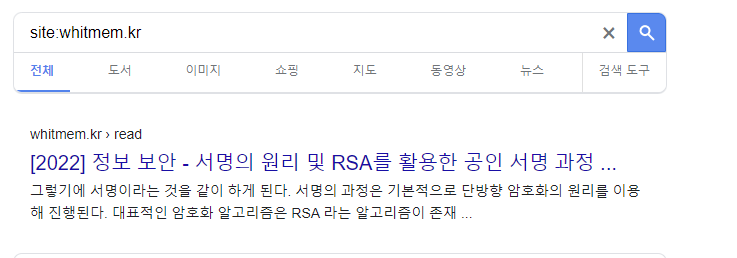 site:whitmem.kr
전체 도서 이미지 쇼핑 지도 동영상 뉴스 검색 도구
whitmem.kr › read
[2022] 정보 보안 - 서명의 원리 및 RSA를 활용한 공인 서명 과정 ...
그렇기에 서명이라는 것을 같이 하게 된다. 서명의 과정은 기본적으로 단방향 암호화의 원리를 이용
해 진행된다. 대표적인 암호화 알고리즘은 RSA 라는 알고리즘이 존재 ...